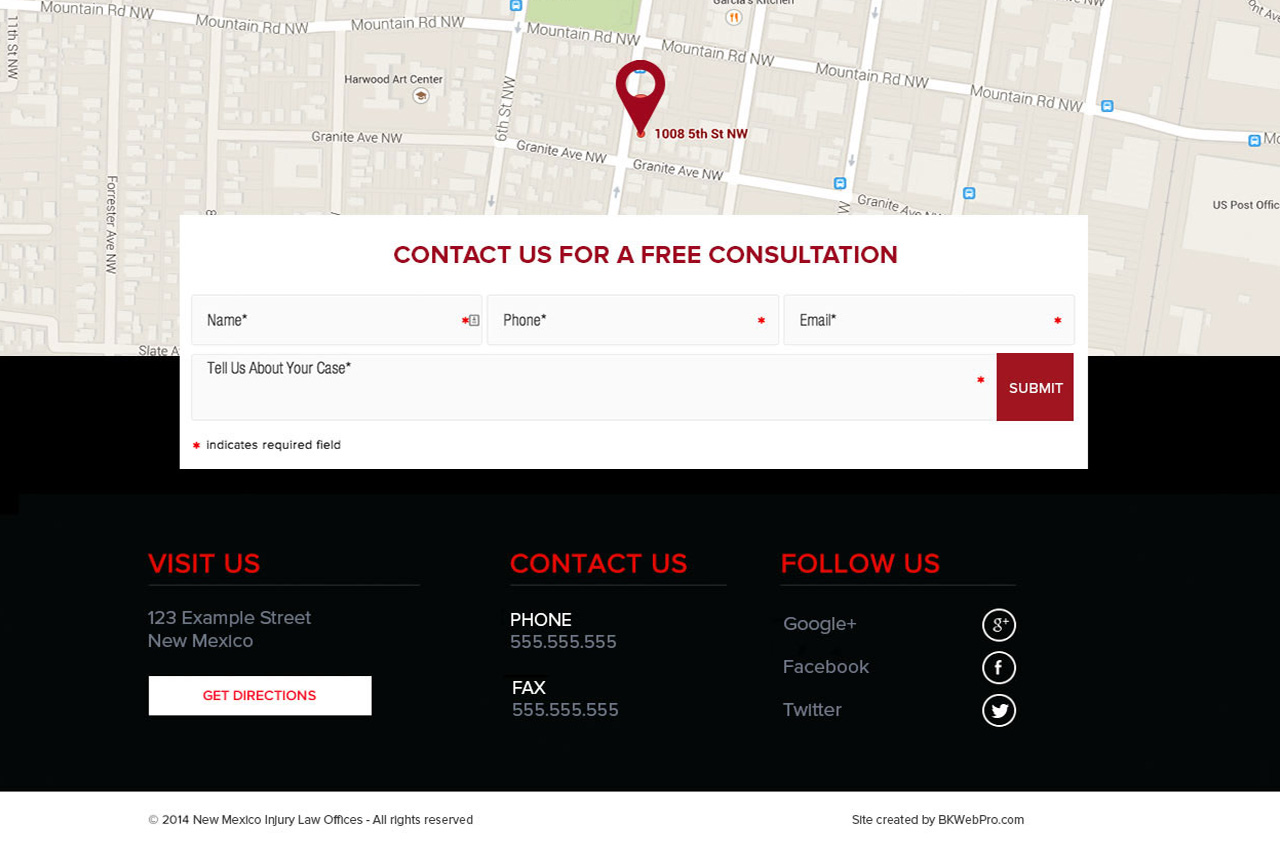 Garcia's Kitchen
11th St NW
Mountain Rd NW
Mountain Rd NW
Mountain Rd NW
Mountain Rd NW
Mountain Rd NW
Mountain Rd NW
Mountain Rd NW
Harwood Art Center
6th St NW
1008 5th St NW
Granite Ave NW
Granite Ave NW
Granite Ave NW
Granite Ave NW
Forrester Ave NW
US Post Offic
Slate A
CONTACT US FOR A FREE CONSULTATION
Name* *
Phone* *
Email* *
Tell Us About Your Case* *
SUBMIT
* indicates required field
VISIT US
123 Example Street
New Mexico
GET DIRECTIONS
CONTACT US
PHONE
555.555.555
FAX
555.555.555
FOLLOW US
Google+ g+
Facebook f
Twitter
© 2014 New Mexico Injury Law Offices - All rights reserved
Site created by BKWebPro.com